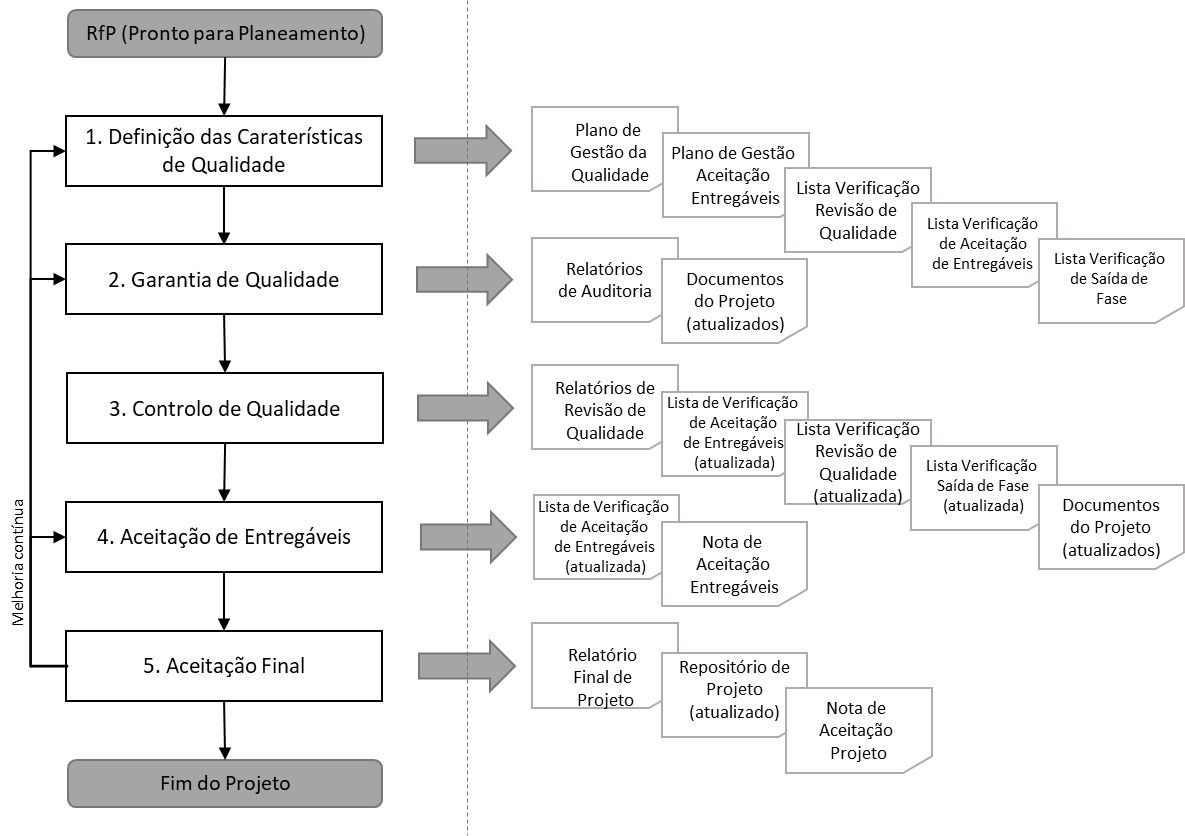 RfP (Pronto para Planeamento)
1. Definição das Caraterísticas
de Qualidade
Plano de
Gestão da
Qualidade
Plano de Gestão
Aceitação
Entregáveis
Lista Verificação
Revisão de
Qualidade
Lista Verificação
de Aceitação
de Entregáveis
Lista Verificação
de Saída de
Fase
2. Garantia de Qualidade
Relatórios
de Auditoria
Documentos
do Projeto
(atualizados)
3. Controlo de Qualidade
Relatórios de
Revisão de
Qualidade
Lista de Verificação
de Aceitação
de Entregáveis
(atualizada)
Lista Verificação
Revisão de
Qualidade
(atualizada)
Lista Verificação
Saída de Fase
(atualizada)
Documentos
do Projeto
(atualizados)
4. Aceitação de Entregáveis
Lista de Verificação
de Aceitação
de Entregáveis
(atualizada)
Nota de
Aceitação
Entregáveis
Melhoria contínua
5. Aceitação Final
Relatório
Final de
Projeto
Repositório de
Projeto
(atualizado)
Nota de
Aceitação
Projeto
Fim do Projeto